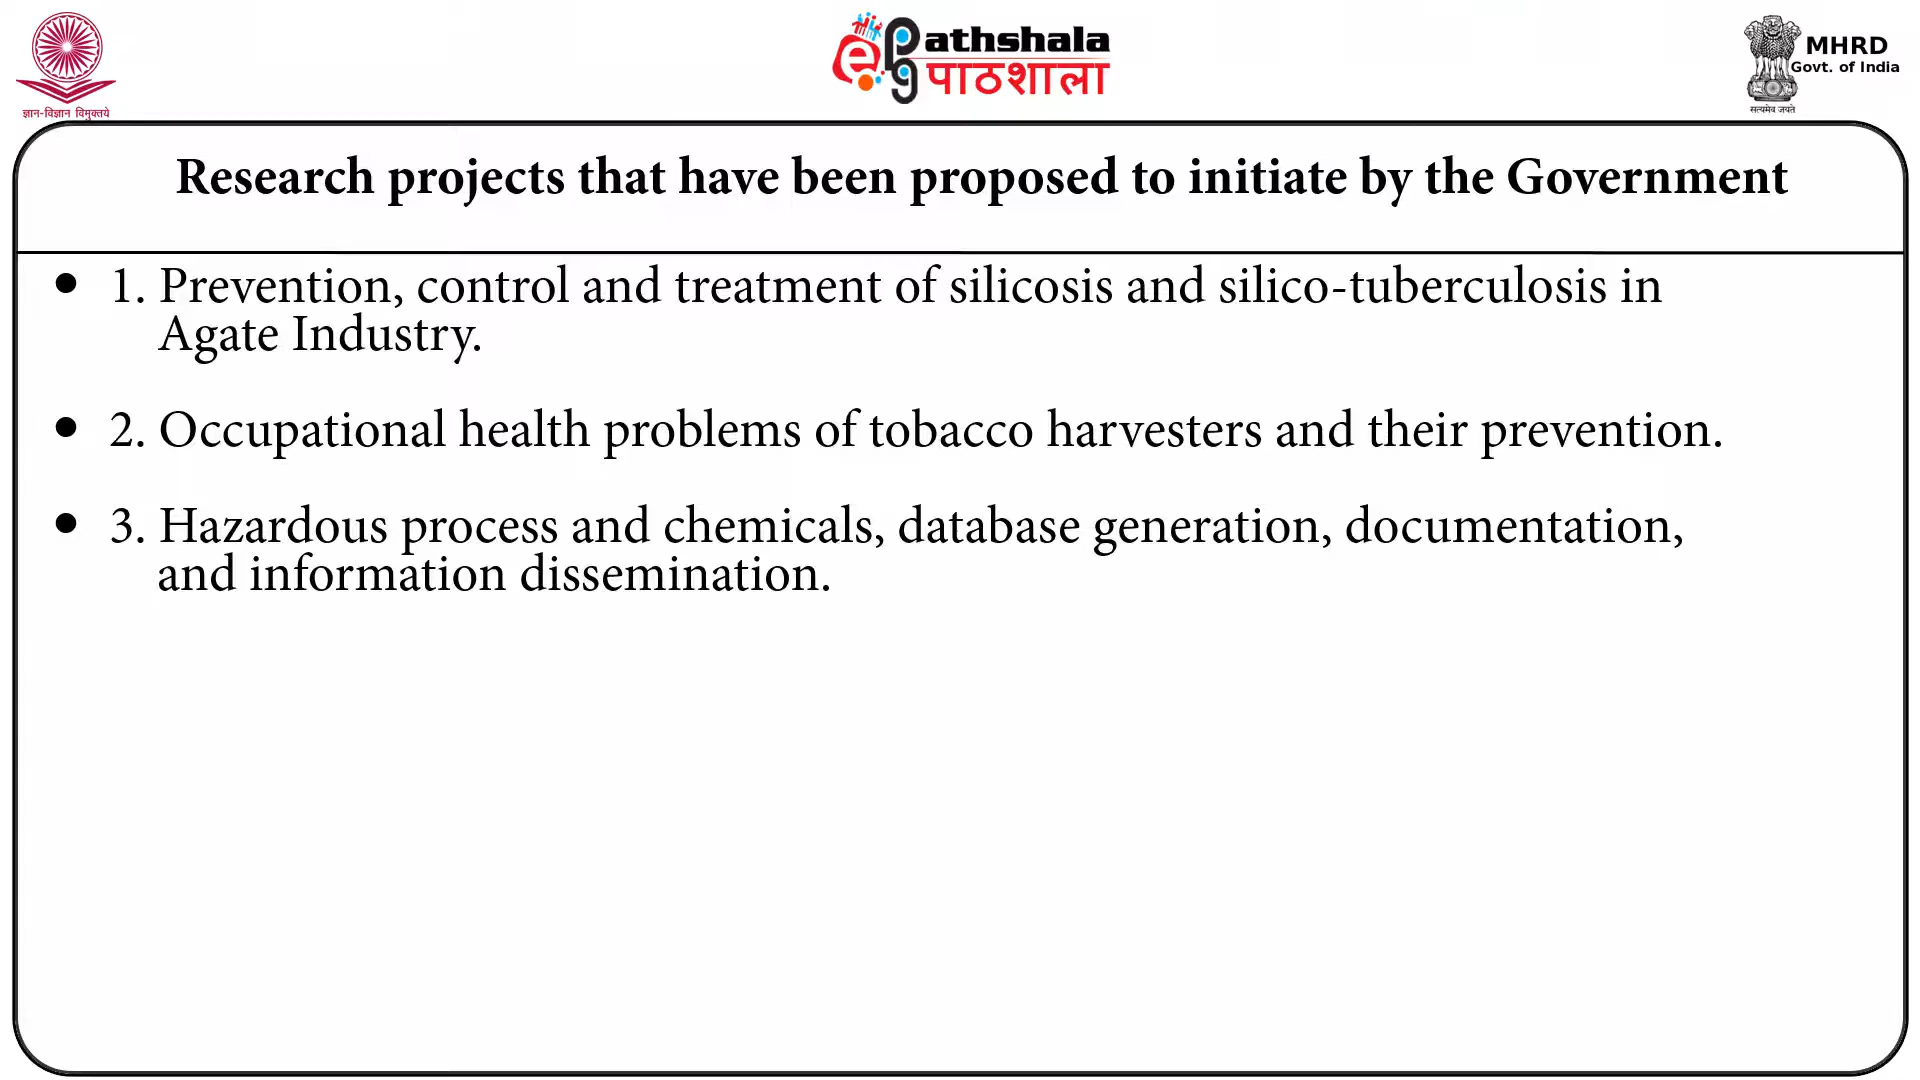 ज्ञान-विज्ञान विमुक्तये
e Pathshala
पाठशाला
MHRD
Govt. of India
सत्यमेव जयते
Research projects that have been proposed to initiate by the Government
• 1. Prevention, control and treatment of silicosis and silico-tuberculosis in
Agate Industry.
• 2. Occupational health problems of tobacco harvesters and their prevention.
• 3. Hazardous process and chemicals, database generation, documentation,
and information dissemination.